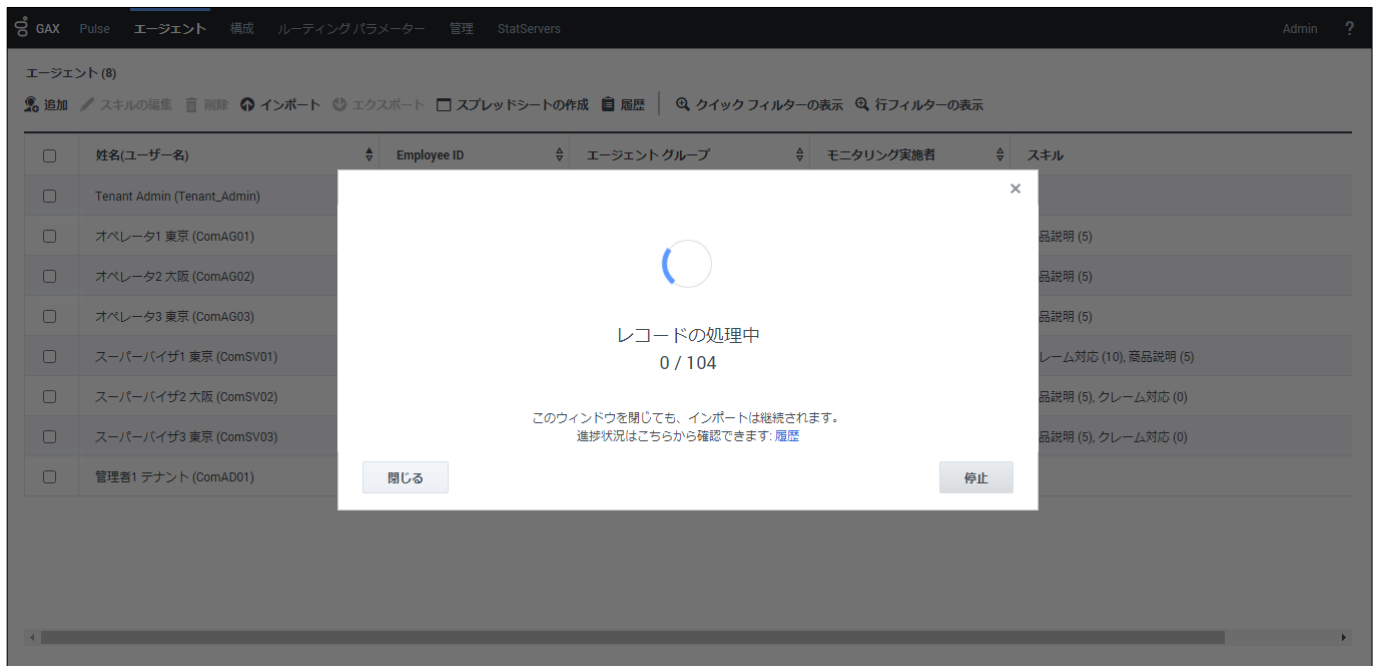 GAX Pulse エージェント 構成 ルーティング パラメーター 管理 StatServers Admin ?
エージェント (8)
追加 スキルの編集 削除 インポート エクスポート スプレッドシートの作成 履歴 クイック フィルターの表示 行フィルターの表示
姓名(ユーザー名) Employee ID エージェント グループ モニタリング実施者 スキル
Tenant Admin (Tenant_Admin)
オペレータ1 東京 (ComAG01) 品説明 (5)
オペレータ2 大阪 (ComAG02) 品説明 (5)
オペレータ3 東京 (ComAG03) 品説明 (5)
スーパーバイザ1 東京 (ComSV01) レーム対応 (10), 商品説明 (5)
スーパーバイザ2 大阪 (ComSV02) 品説明 (5), クレーム対応 (0)
スーパーバイザ3 東京 (ComSV03) 品説明 (5), クレーム対応 (0)
管理者1 テナント (ComAD01)
×
レコードの処理中
0 / 104
このウィンドウを閉じても、インポートは継続されます。
進捗状況はこちらから確認できます: 履歴
閉じる 停止